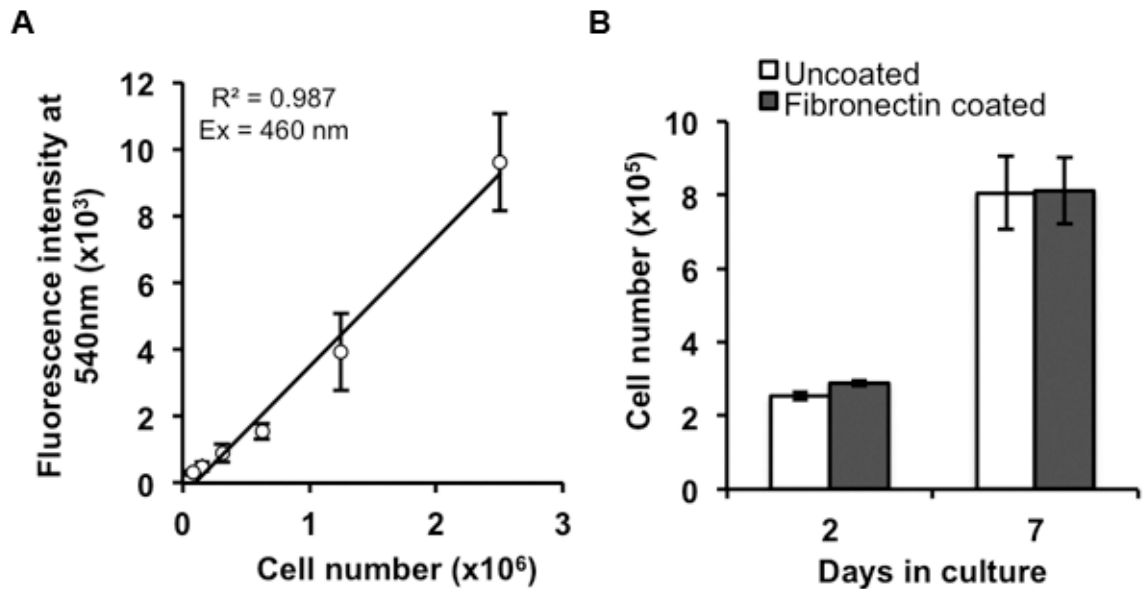 A
Fluorescence intensity at
540nm (x10³)
12
10
8
6
4
2
0
R² = 0.987
Ex = 460 nm
0 1 2 3
Cell number (x10⁶)
B
Uncoated
Fibronectin coated
Cell number (x10⁵)
10
8
6
4
2
0
2 7
Days in culture